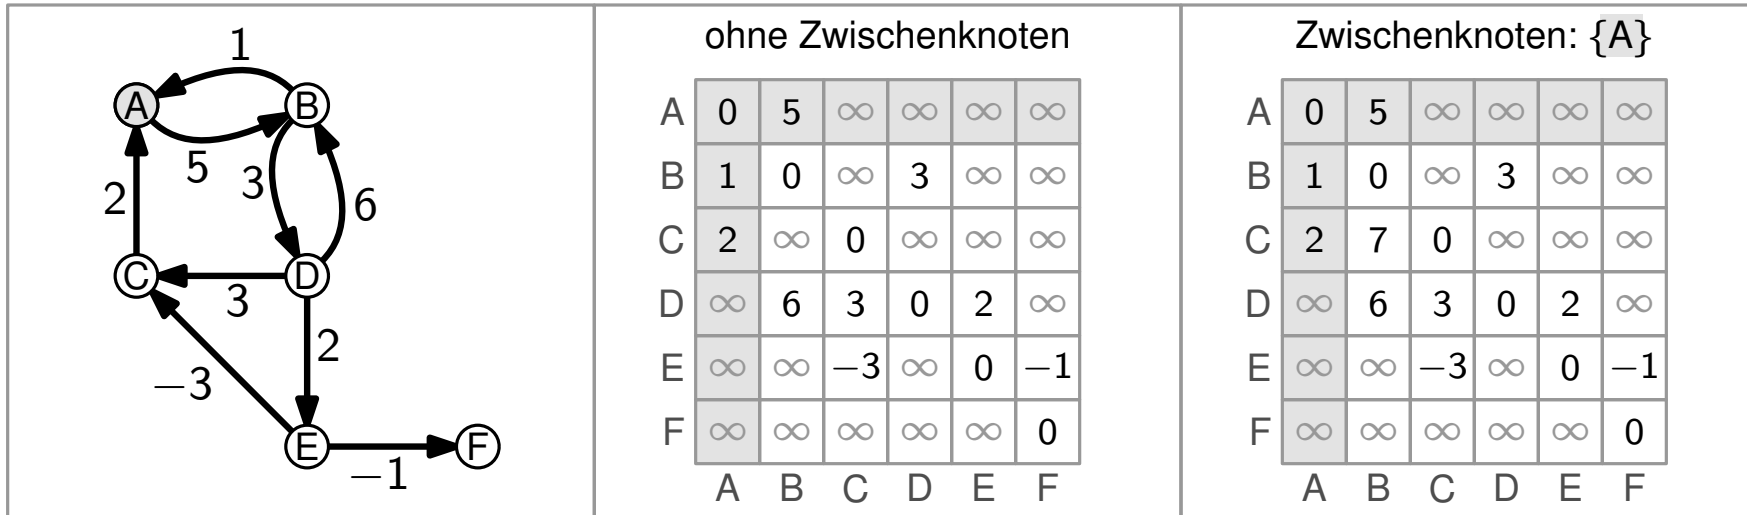 1
A
B
5
3
6
2
C
D
3
2
−3
E
F
−1
ohne Zwischenknoten
A 0 5 ∞ ∞ ∞ ∞
B 1 0 ∞ 3 ∞ ∞
C 2 ∞ 0 ∞ ∞ ∞
D ∞ 6 3 0 2 ∞
E ∞ ∞ −3 ∞ 0 −1
F ∞ ∞ ∞ ∞ ∞ 0
A B C D E F
Zwischenknoten: {A}
A 0 5 ∞ ∞ ∞ ∞
B 1 0 ∞ 3 ∞ ∞
C 2 7 0 ∞ ∞ ∞
D ∞ 6 3 0 2 ∞
E ∞ ∞ −3 ∞ 0 −1
F ∞ ∞ ∞ ∞ ∞ 0
A B C D E F